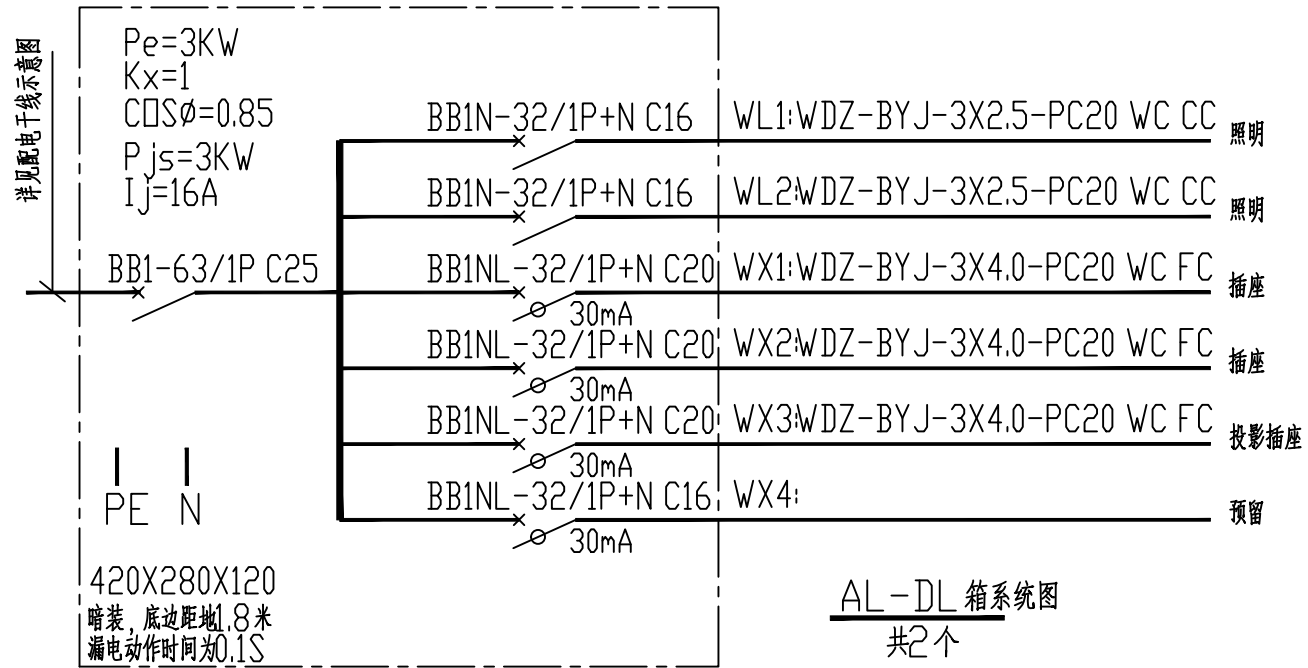 详见配电干线示意图
Pe=3KW
Kx=1
COSø=0.85
Pjs=3KW
Ij=16A
BB1-63/1P C25
BB1N-32/1P+N C16 WL1:WDZ-BYJ-3X2.5-PC20 WC CC 照明
BB1N-32/1P+N C16 WL2:WDZ-BYJ-3X2.5-PC20 WC CC 照明
BB1NL-32/1P+N C20 WX1:WDZ-BYJ-3X4.0-PC20 WC FC 插座
30mA
BB1NL-32/1P+N C20 WX2:WDZ-BYJ-3X4.0-PC20 WC FC 插座
30mA
BB1NL-32/1P+N C20 WX3:WDZ-BYJ-3X4.0-PC20 WC FC 投影插座
30mA
BB1NL-32/1P+N C16 WX4: 预留
30mA
PE N
420X280X120
暗装,底边距地1.8米
漏电动作时间为0.1S
AL-DL 箱系统图
共2个